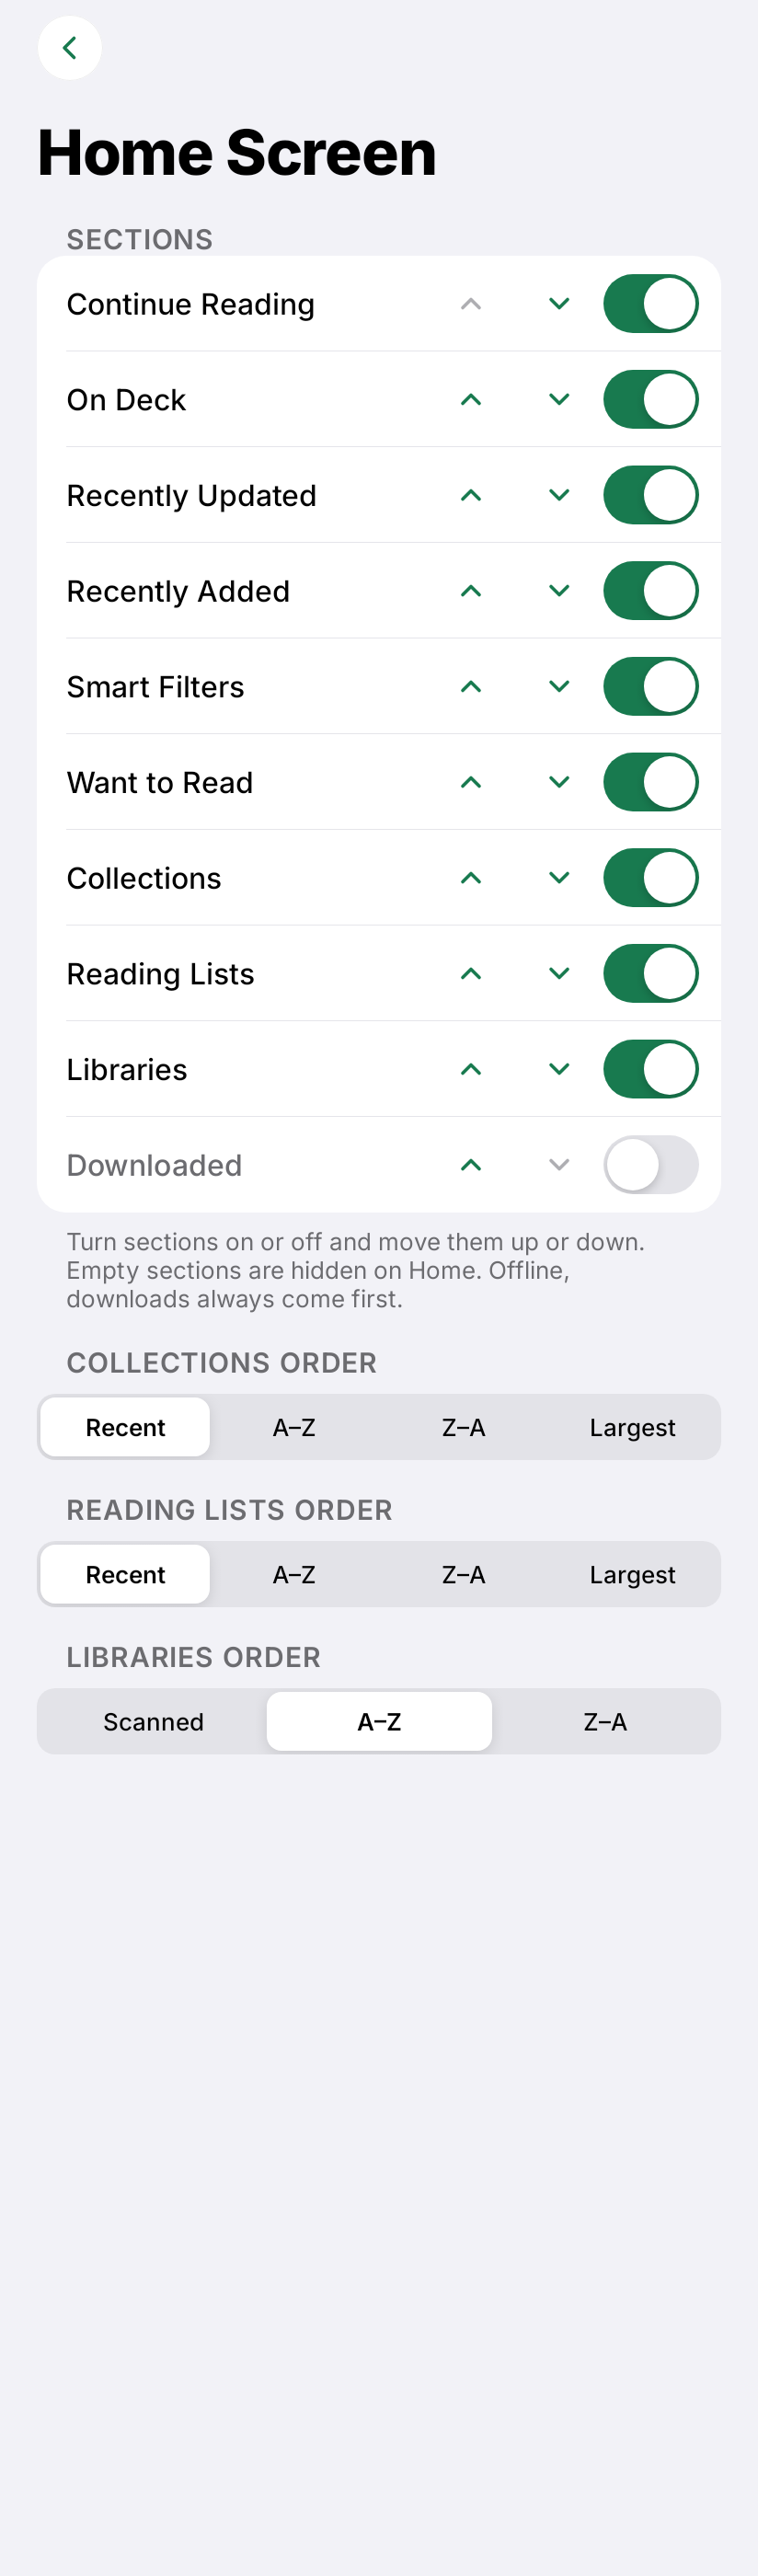 Home Screen
SECTIONS
Continue Reading
On Deck
Recently Updated
Recently Added
Smart Filters
Want to Read
Collections
Reading Lists
Libraries
Downloaded
Turn sections on or off and move them up or down.
Empty sections are hidden on Home. Offline,
downloads always come first.
COLLECTIONS ORDER
Recent A–Z Z–A Largest
READING LISTS ORDER
Recent A–Z Z–A Largest
LIBRARIES ORDER
Scanned A–Z Z–A